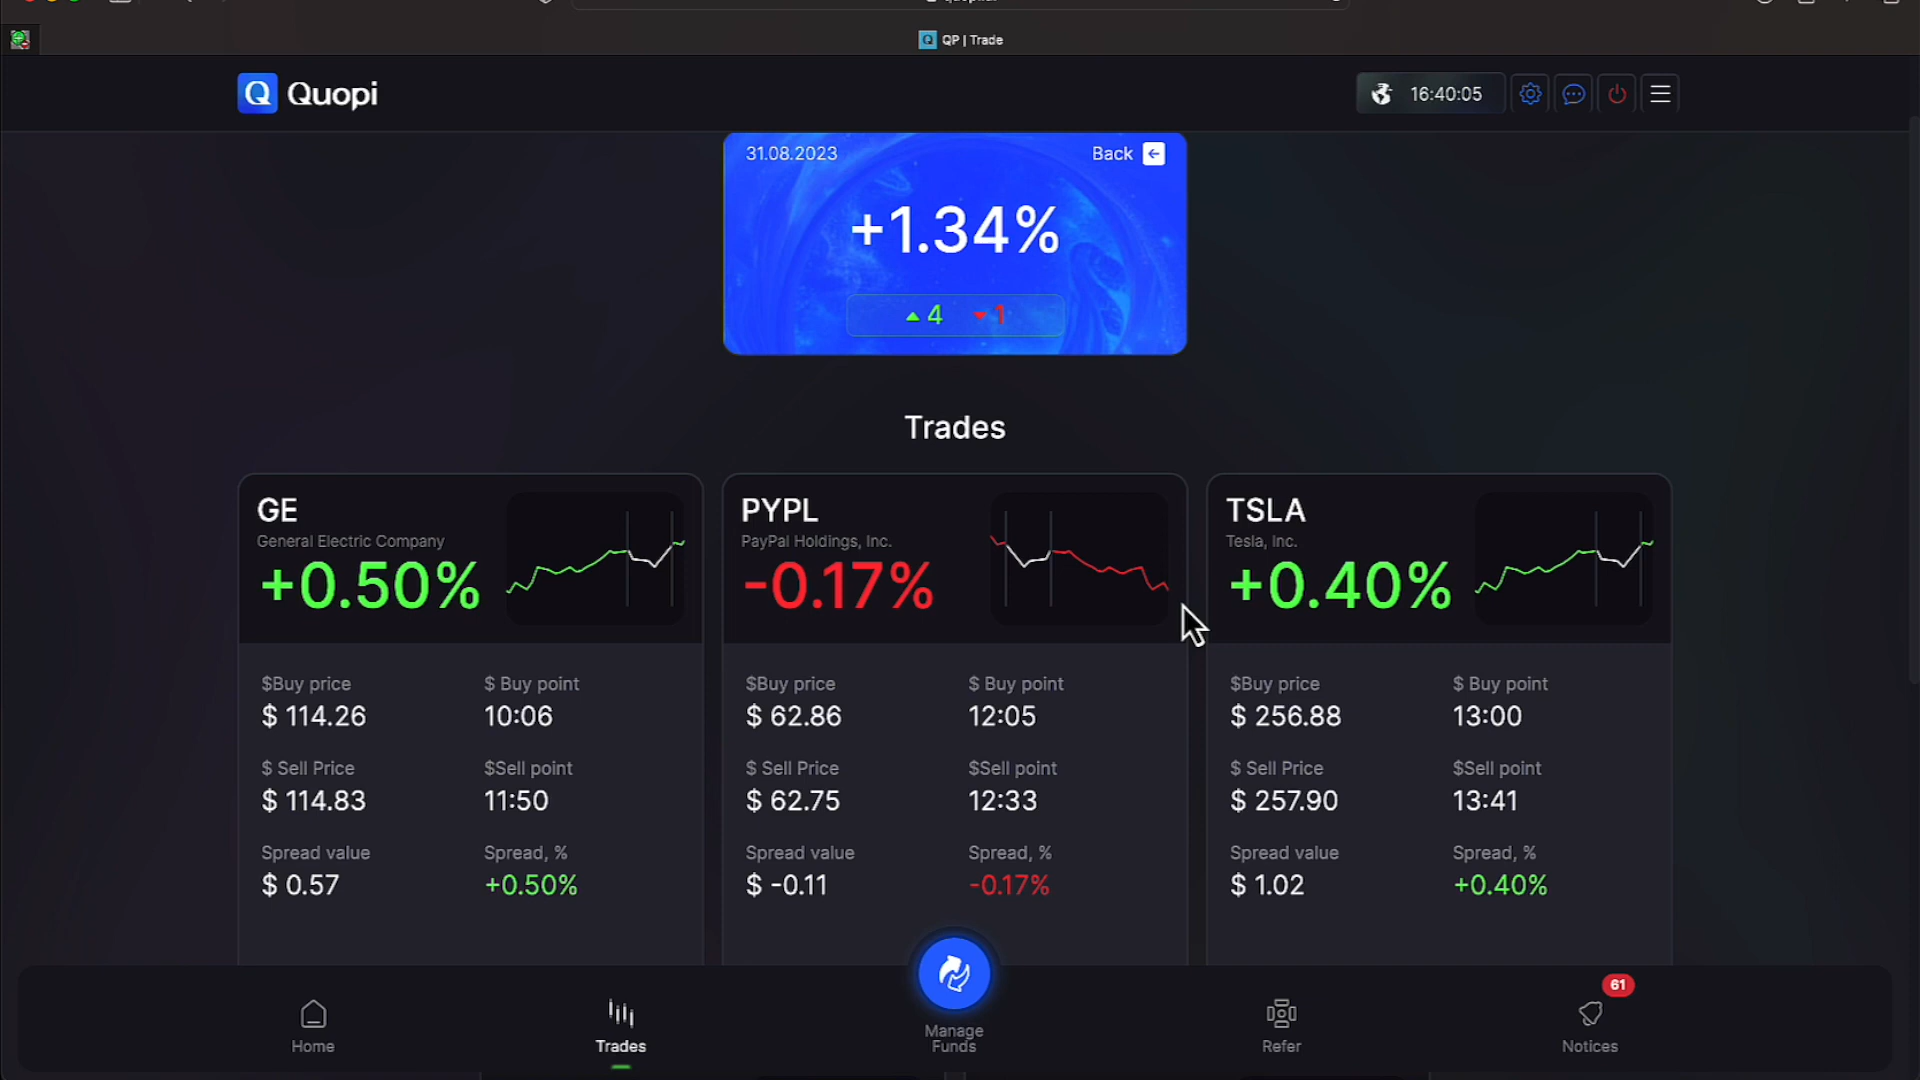 QP | Trade
Quopi
16:40:05
31.08.2023
Back
+1.34%
4 1
Trades
GE
General Electric Company
+0.50%
$Buy price
$ Buy point
$ 114.26
10:06
$ Sell Price
$Sell point
$ 114.83
11:50
Spread value
Spread, %
$ 0.57
+0.50%
PYPL
PayPal Holdings, Inc.
-0.17%
$Buy price
$ Buy point
$ 62.86
12:05
$ Sell Price
$Sell point
$ 62.75
12:33
Spread value
Spread, %
$ -0.11
-0.17%
TSLA
Tesla, Inc.
+0.40%
$Buy price
$ Buy point
$ 256.88
13:00
$ Sell Price
$Sell point
$ 257.90
13:41
Spread value
Spread, %
$ 1.02
+0.40%
Home
Trades
Manage
Funds
Refer
61
Notices